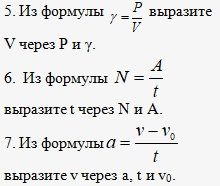 5. Из формулы γ = P/V выразите
V через P и γ.
6. Из формулы N = A/t
выразите t через N и A.
7. Из формулы a = (v − v₀)/t
выразите v через a, t и v₀.